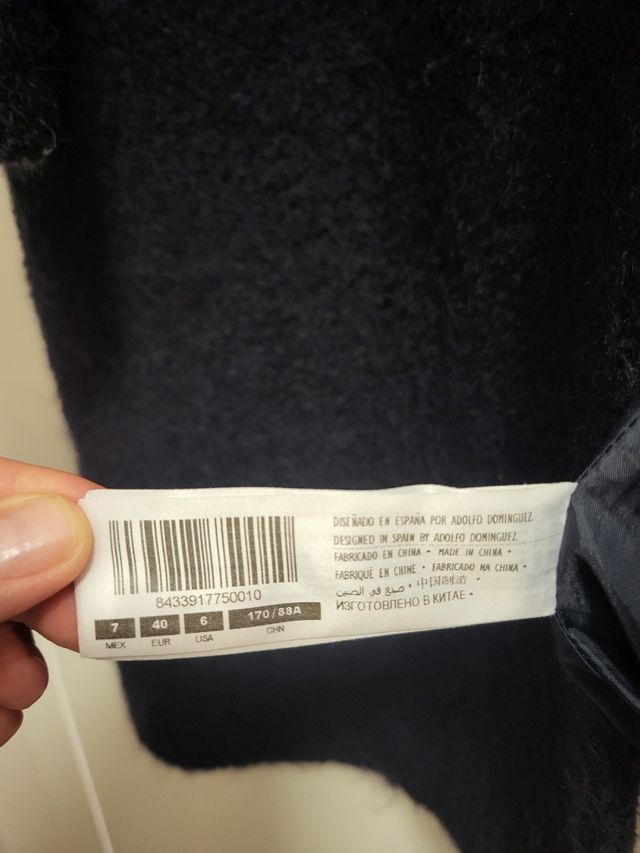 8433917750010
7 40 6 170/88A
MEX EUR USA CHN
DISEÑADO EN ESPAÑA POR ADOLFO DOMINGUEZ.
DESIGNED IN SPAIN BY ADOLFO DOMINGUEZ.
FABRICADO EN CHINA • MADE IN CHINA •
FABRIQUÉ EN CHINE • FABRICADO NA CHINA •
صنع في الصين • 中国制造 •
ИЗГОТОВЛЕНО В КИТАЕ •